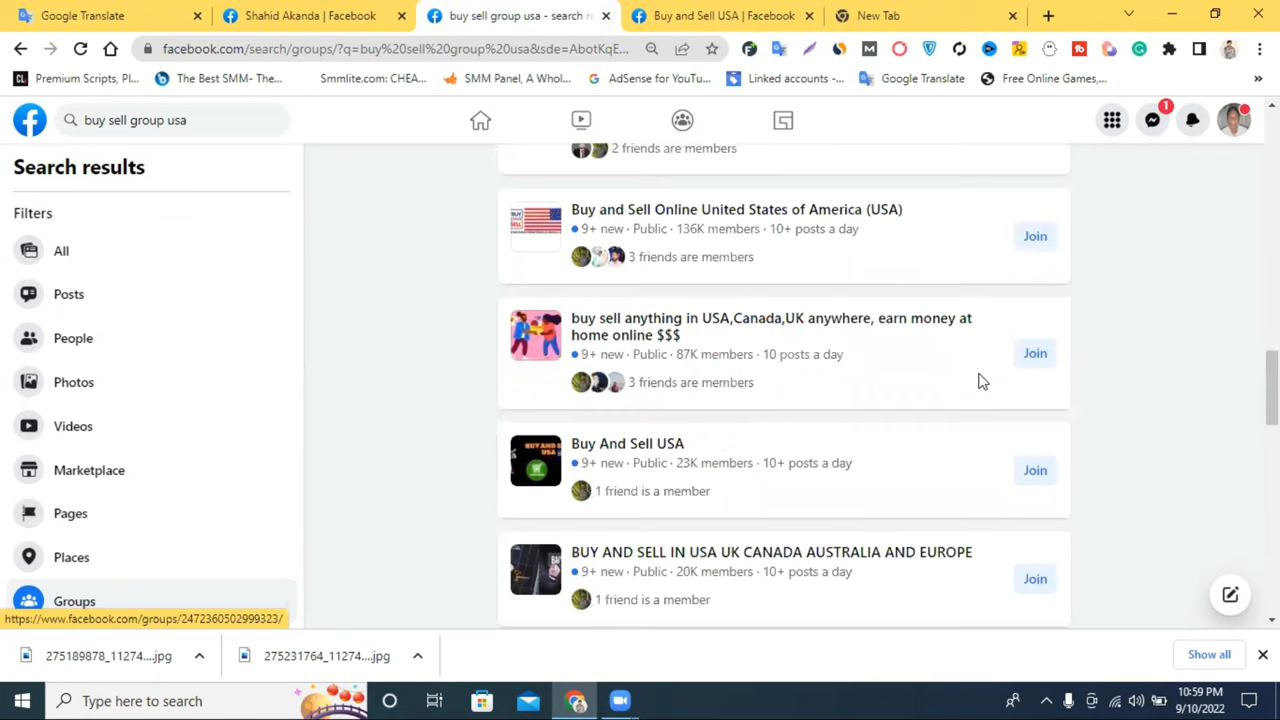 Google Translate
Shahid Akanda | Facebook
buy sell group usa - search re
Buy and Sell USA | Facebook
New Tab
facebook.com/search/groups/?q=buy%20sell%20group%20usa&sde=AbotKqE...
Premium Scripts, Pl...
The Best SMM- The...
Smmlite.com: CHEA...
SMM Panel, A Whol...
AdSense for YouTu...
Linked accounts -...
Google Translate
Free Online Games,...
buy sell group usa
1
Search results
Filters
All
Posts
People
Photos
Videos
Marketplace
Pages
Places
Groups
2 friends are members
Buy and Sell Online United States of America (USA)
9+ new · Public · 136K members · 10+ posts a day
3 friends are members
Join
buy sell anything in USA,Canada,UK anywhere, earn money at
home online $$$
9+ new · Public · 87K members · 10 posts a day
3 friends are members
Join
Buy And Sell USA
9+ new · Public · 23K members · 10+ posts a day
1 friend is a member
Join
BUY AND SELL IN USA UK CANADA AUSTRALIA AND EUROPE
9+ new · Public · 20K members · 10+ posts a day
1 friend is a member
Join
https://www.facebook.com/groups/2472360502999323/
275189878_11274....jpg
275231764_11274....jpg
Show all
Type here to search
10:59 PM
9/10/2022